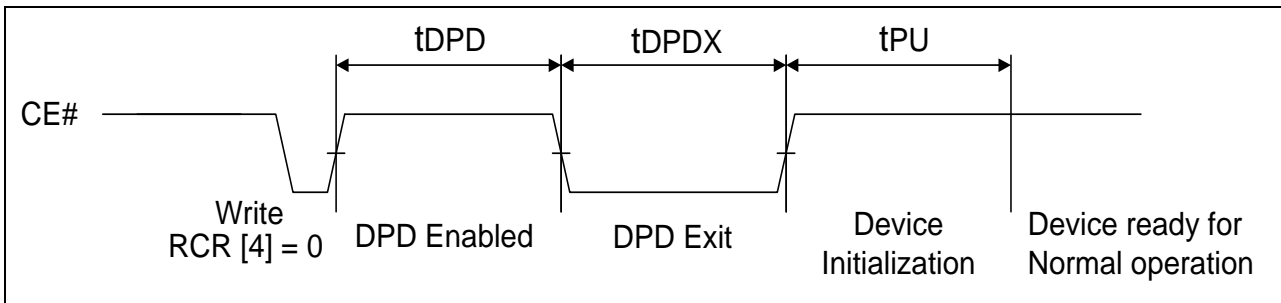 tDPD
tDPDX
tPU
CE#
Write
RCR [4] = 0
DPD Enabled
DPD Exit
Device
Initialization
Device ready for
Normal operation